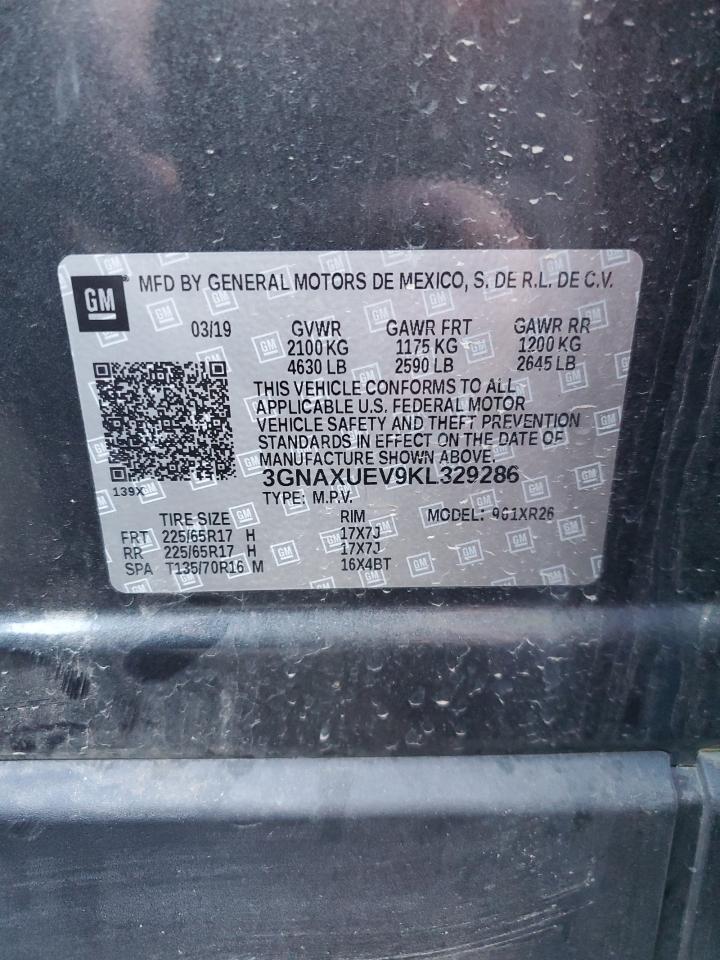 GM MFD BY GENERAL MOTORS DE MEXICO, S. DE R.L. DE C.V.
03/19 GVWR GAWR FRT GAWR RR
2100 KG 1175 KG 1200 KG
4630 LB 2590 LB 2645 LB
THIS VEHICLE CONFORMS TO ALL
APPLICABLE U.S. FEDERAL MOTOR
VEHICLE SAFETY AND THEFT PREVENTION
STANDARDS IN EFFECT ON THE DATE OF
MANUFACTURE SHOWN ABOVE.
3GNAXUEV9KL329286
139X TYPE: M.P.V.
TIRE SIZE RIM MODEL: 9G1XR26
FRT 225/65R17 H 17X7J
RR 225/65R17 H 17X7J
SPA T135/70R16 M 16X4BT